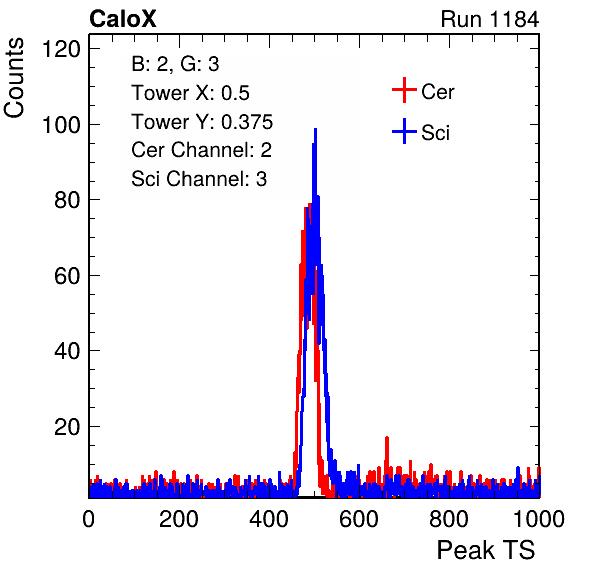 CaloX Run 1184
Counts
120
100
80
60
40
20
B: 2, G: 3
Tower X: 0.5
Tower Y: 0.375
Cer Channel: 2
Sci Channel: 3
Cer
Sci
0 200 400 600 800 1000
Peak TS